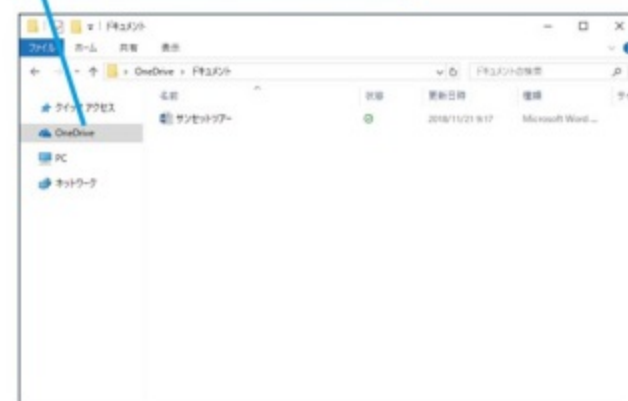 ドキュメント
ファイル ホーム 共有 表示
OneDrive › ドキュメント ドキュメントの検索
名前 状態 更新日時 種類
クイック アクセス
サンセットツアー 2018/11/21 9:17 Microsoft Word ...
OneDrive
PC
ネットワーク